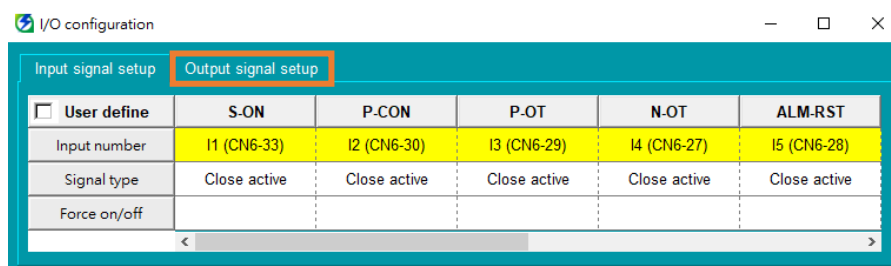 I/O configuration
Input signal setup Output signal setup
User define S-ON P-CON P-OT N-OT ALM-RST
Input number I1 (CN6-33) I2 (CN6-30) I3 (CN6-29) I4 (CN6-27) I5 (CN6-28)
Signal type Close active Close active Close active Close active Close active
Force on/off